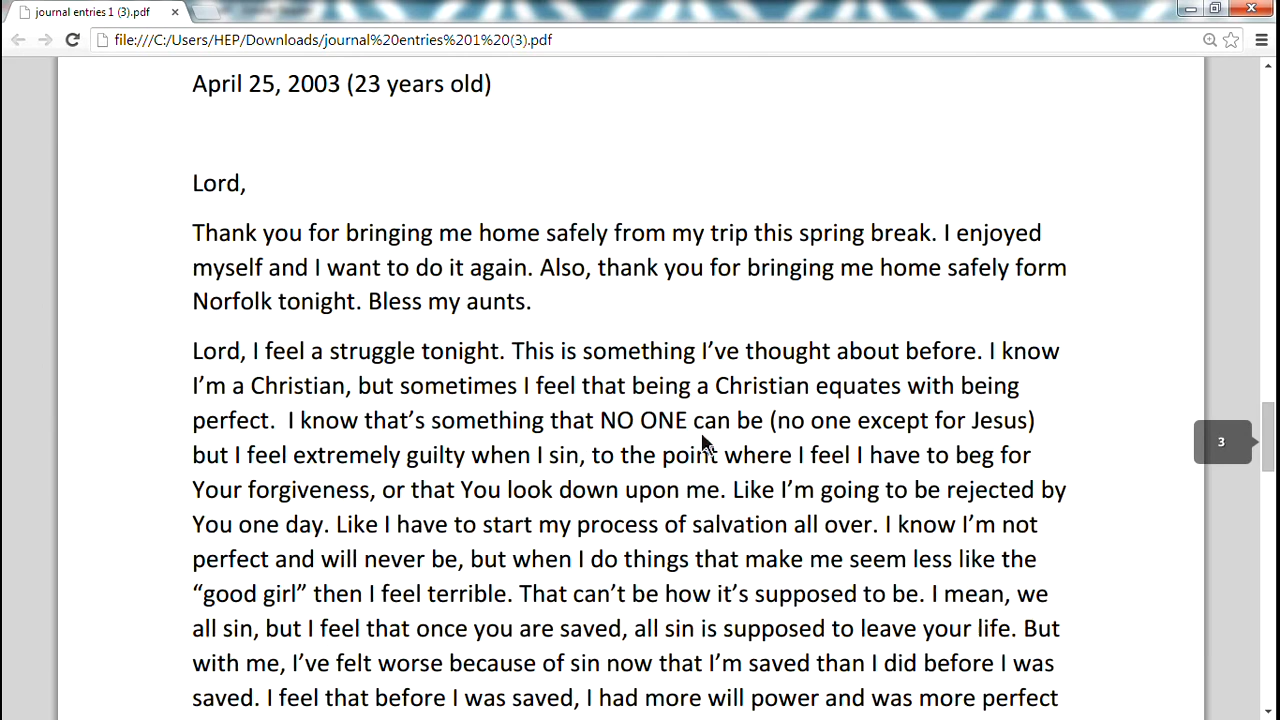 journal entries 1 (3).pdf
file:///C:/Users/HEP/Downloads/journal%20entries%201%20(3).pdf
April 25, 2003 (23 years old)
Lord,
Thank you for bringing me home safely from my trip this spring break. I enjoyed
myself and I want to do it again. Also, thank you for bringing me home safely form
Norfolk tonight. Bless my aunts.
Lord, I feel a struggle tonight. This is something I’ve thought about before. I know
I’m a Christian, but sometimes I feel that being a Christian equates with being
perfect.  I know that’s something that NO ONE can be (no one except for Jesus)
but I feel extremely guilty when I sin, to the point where I feel I have to beg for
Your forgiveness, or that You look down upon me. Like I’m going to be rejected by
You one day. Like I have to start my process of salvation all over. I know I’m not
perfect and will never be, but when I do things that make me seem less like the
“good girl” then I feel terrible. That can’t be how it’s supposed to be. I mean, we
all sin, but I feel that once you are saved, all sin is supposed to leave your life. But
with me, I’ve felt worse because of sin now that I’m saved than I did before I was
saved. I feel that before I was saved, I had more will power and was more perfect
3